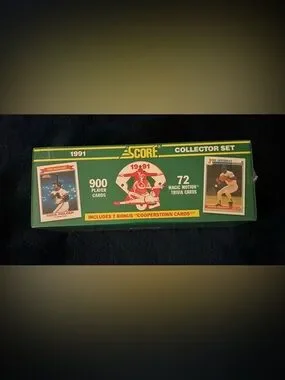 1991 SCORE COLLECTOR SET
1991
900
PLAYER
CARDS
72
MAGIC MOTION
TRIVIA CARDS
INCLUDES 7 BONUS "COOPERSTOWN CARDS"